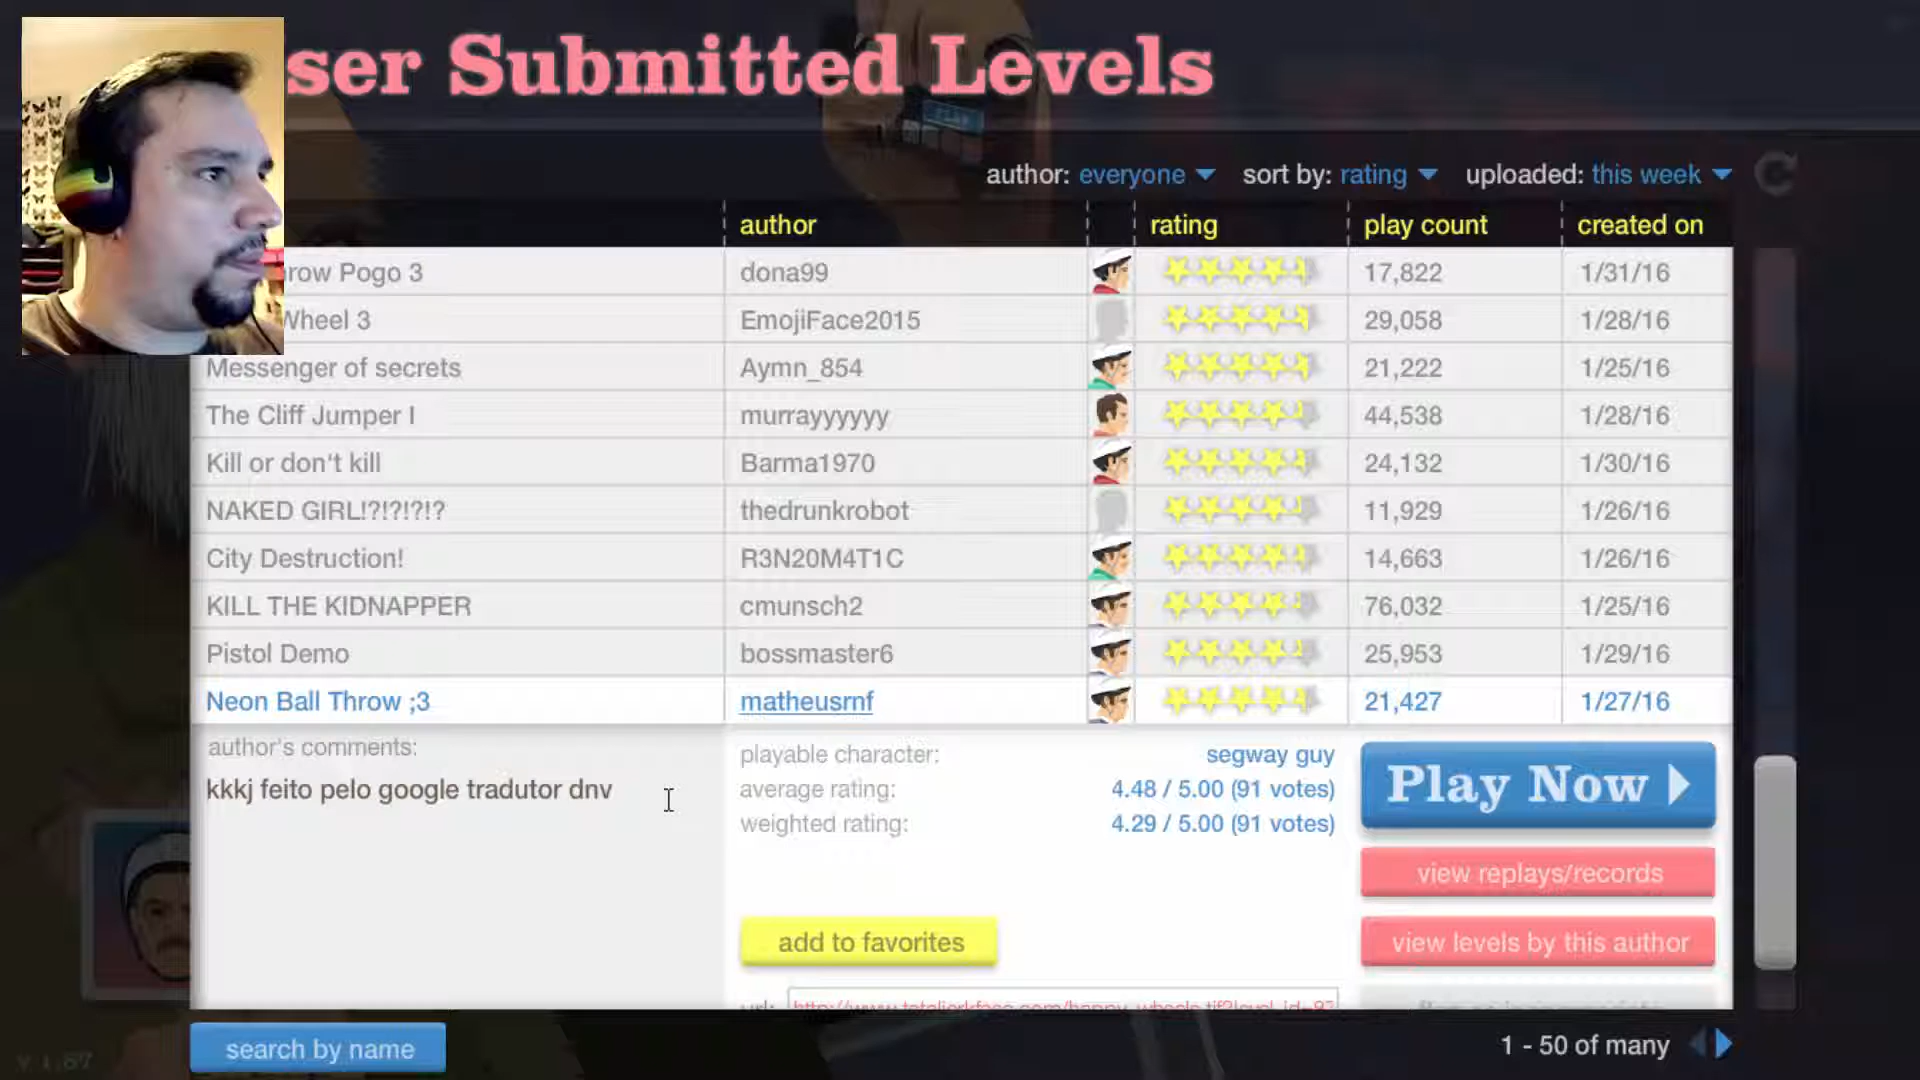 ser Submitted Levels
author: everyone sort by: rating uploaded: this week
author rating play count created on
row Pogo 3 dona99 17,822 1/31/16
Wheel 3 EmojiFace2015 29,058 1/28/16
Messenger of secrets Aymn_854 21,222 1/25/16
The Cliff Jumper I murrayyyyyy 44,538 1/28/16
Kill or don't kill Barma1970 24,132 1/30/16
NAKED GIRL!?!?!?!? thedrunkrobot 11,929 1/26/16
City Destruction! R3N20M4T1C 14,663 1/26/16
KILL THE KIDNAPPER cmunsch2 76,032 1/25/16
Pistol Demo bossmaster6 25,953 1/29/16
Neon Ball Throw ;3 matheusrnf 21,427 1/27/16
author's comments:
kkkj feito pelo google tradutor dnv
playable character: segway guy
average rating: 4.48 / 5.00 (91 votes)
weighted rating: 4.29 / 5.00 (91 votes)
Play Now
view replays/records
add to favorites
view levels by this author
search by name
1 - 50 of many
v 1.87